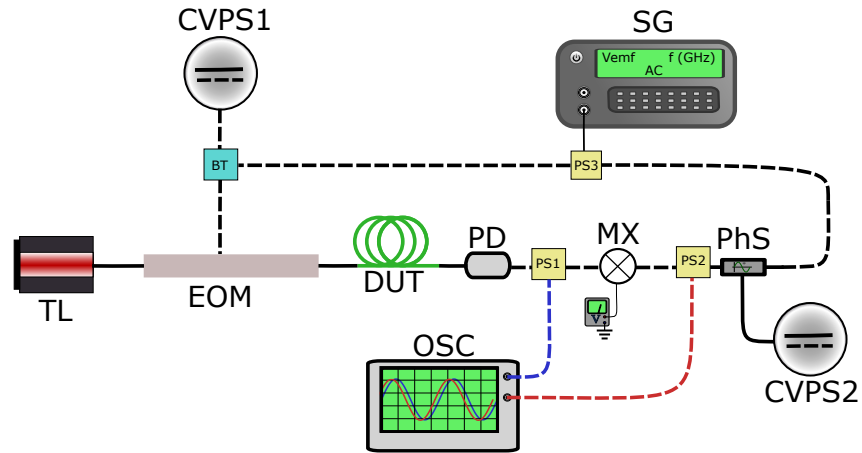 CVPS1
SG
Vemf f (GHz)
AC
BT
PS3
TL
EOM
DUT
PD
PS1
MX
PS2
PhS
V
OSC
CVPS2